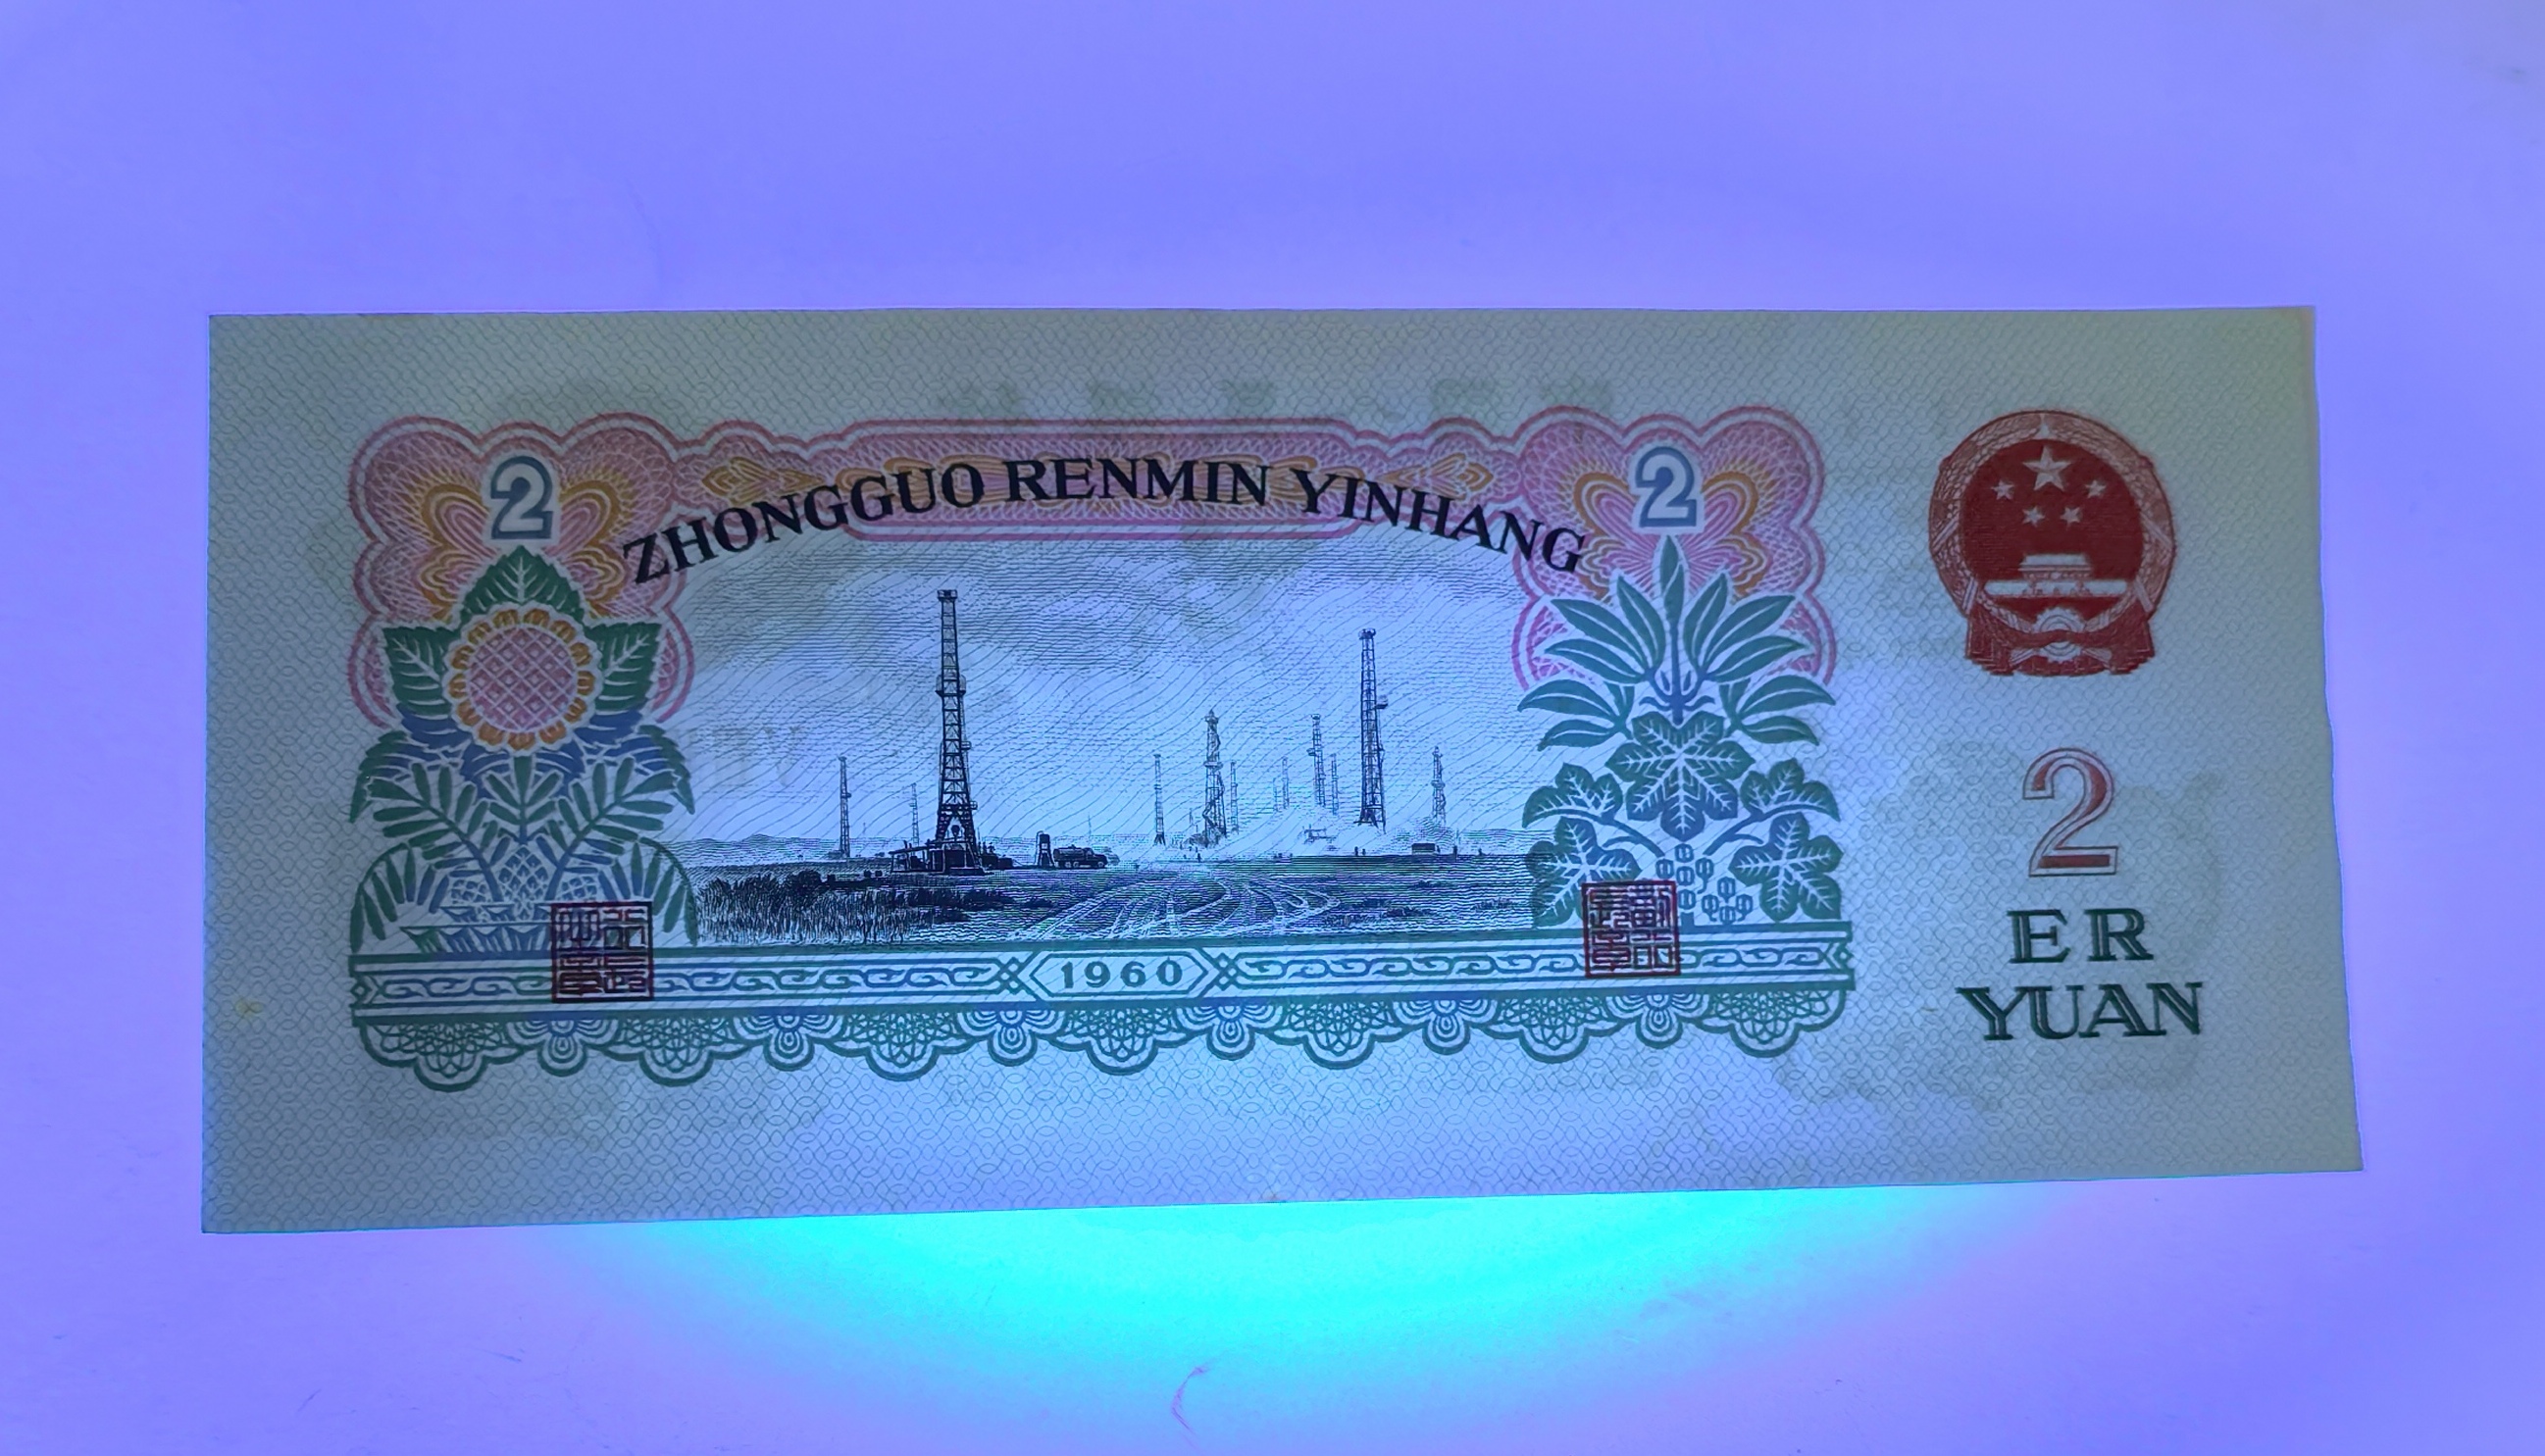 2
2
ZHONGGUO RENMIN YINHANG
2
ER
YUAN
1960